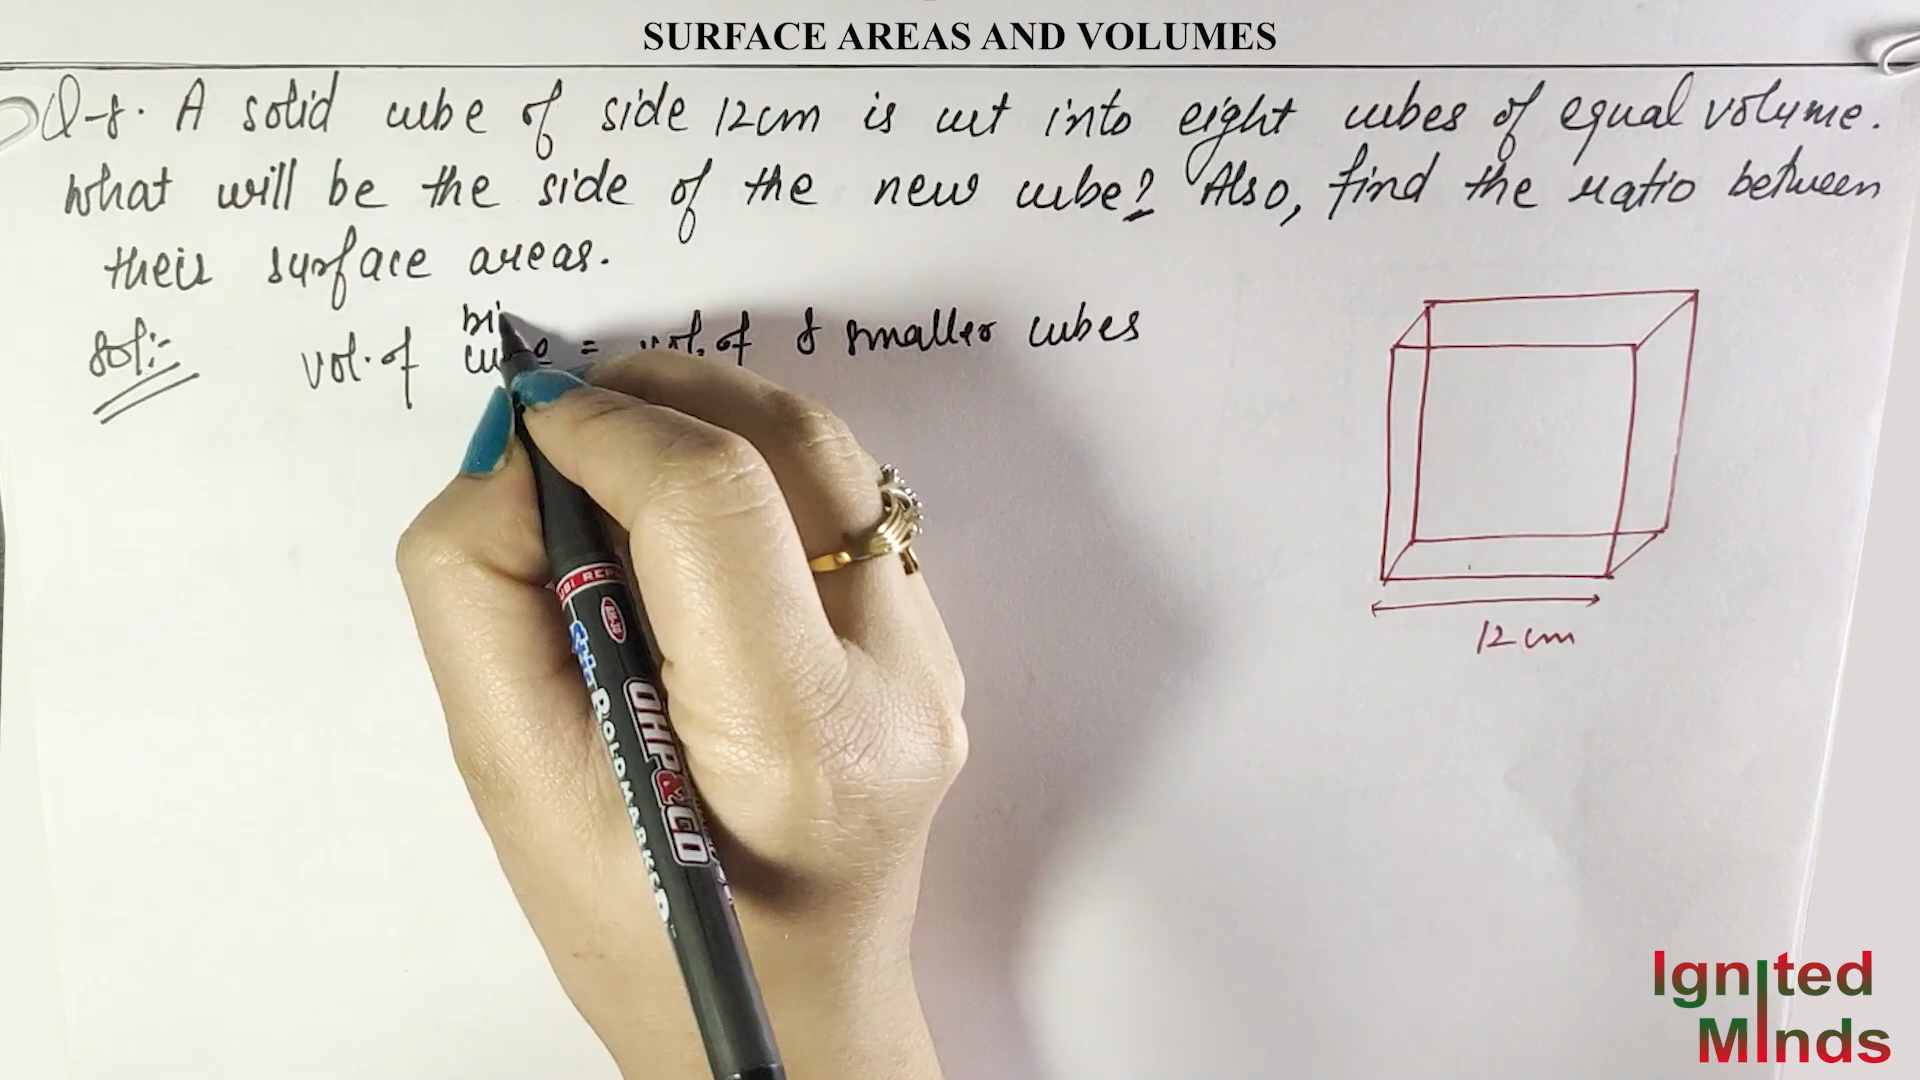 SURFACE AREAS AND VOLUMES
Q-8. A solid cube of side 12cm is cut into eight cubes of equal volume.
What will be the side of the new cube? Also, find the ratio between
their surface areas.
Sol:- vol. of cube = vol. of 8 smaller cubes
12 cm
OHP & CD
Ignited
Minds